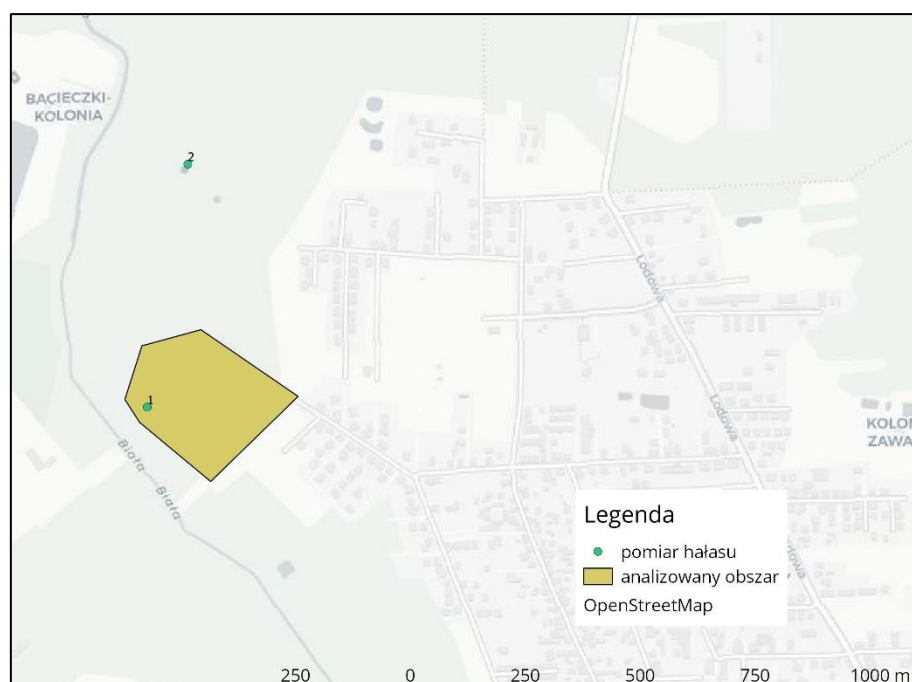 BACIECZKI-
KOLONIA
2
Lodowa
1
Lodowa
KOLON
ZAWA
Biała
Biała
Legenda
pomiar hałasu
analizowany obszar
OpenStreetMap
dowa
250 0 250 500 750 1000 m